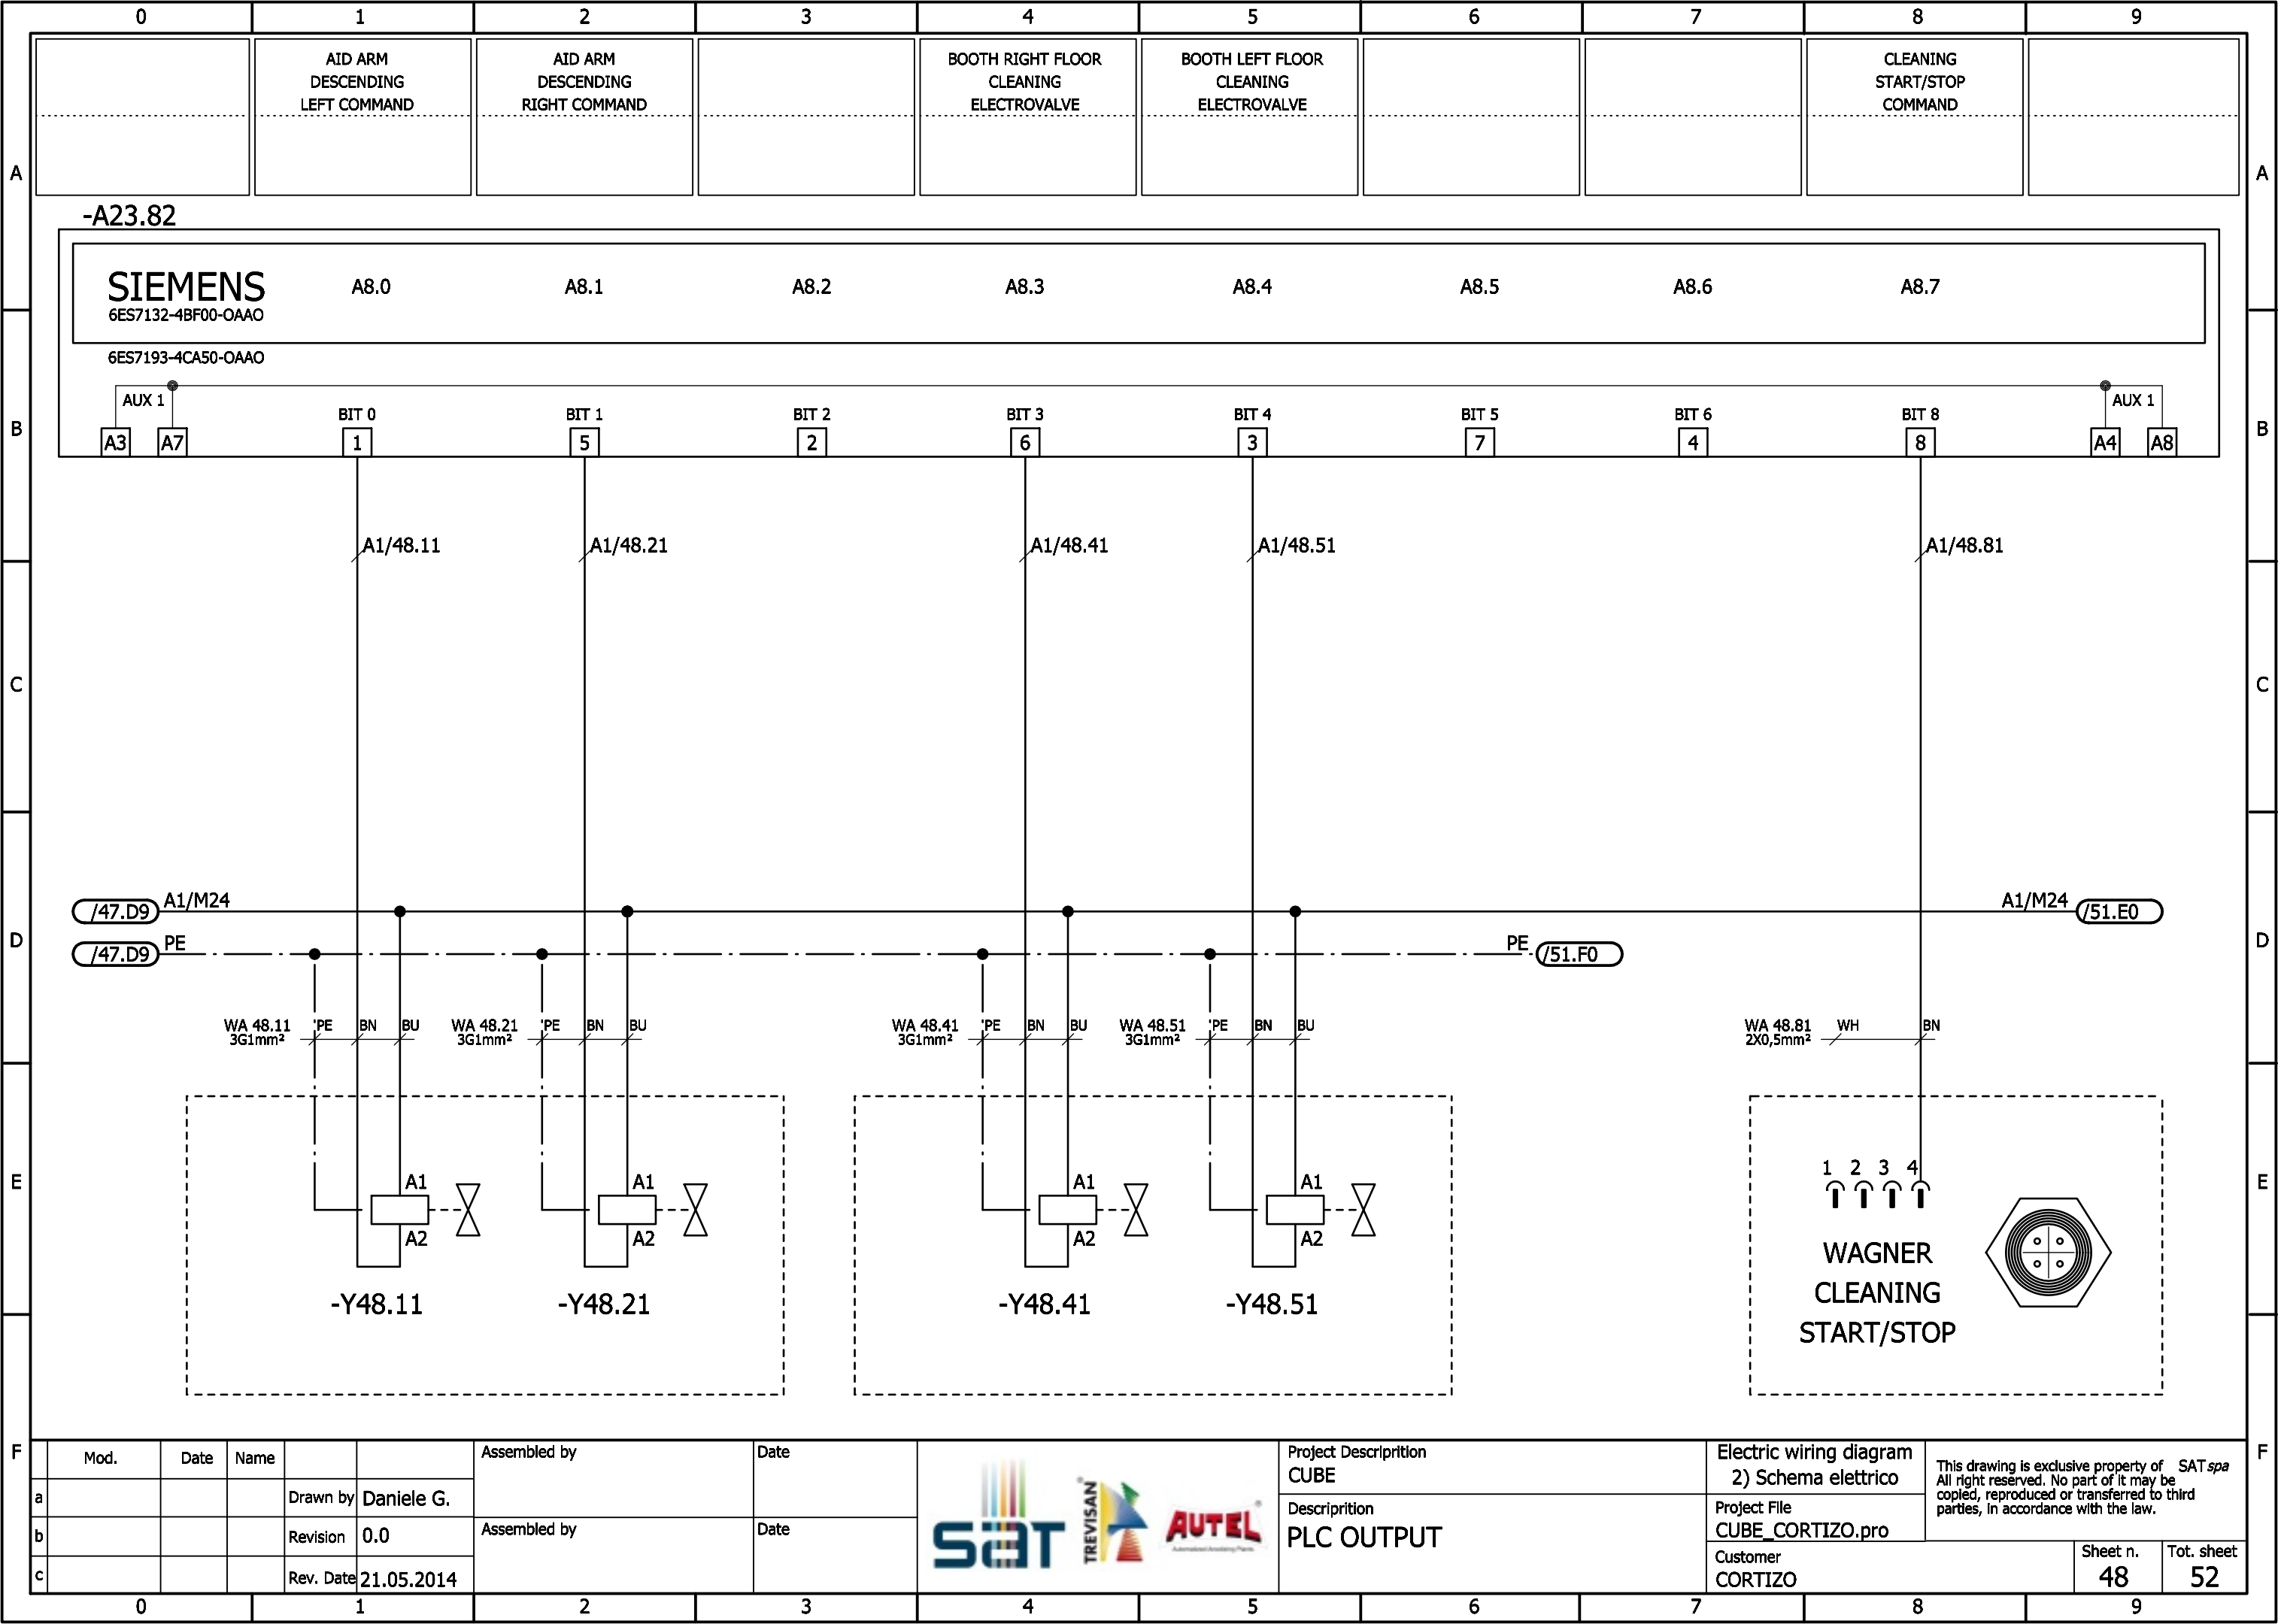 0 1 2 3 4 5 6 7 8 9
AID ARM
DESCENDING
LEFT COMMAND
AID ARM
DESCENDING
RIGHT COMMAND
BOOTH RIGHT FLOOR
CLEANING
ELECTROVALVE
BOOTH LEFT FLOOR
CLEANING
ELECTROVALVE
CLEANING
START/STOP
COMMAND
A A
-A23.82
SIEMENS A8.0 A8.1 A8.2 A8.3 A8.4 A8.5 A8.6 A8.7
6ES7132-4BF00-OAAO
6ES7193-4CA50-OAAO
AUX 1 AUX 1
BIT 0 BIT 1 BIT 2 BIT 3 BIT 4 BIT 5 BIT 6 BIT 8
B B
A3 A7 1 5 2 6 3 7 4 8 A4 A8
A1/48.11 A1/48.21 A1/48.41 A1/48.51 A1/48.81
C C
/47.D9 A1/M24 A1/M24 /51.E0
D D
/47.D9 PE PE /51.F0
WA 48.11 PE BN BU WA 48.21 PE BN BU WA 48.41 PE BN BU WA 48.51 PE BN BU WA 48.81 WH BN
3G1mm² 3G1mm² 3G1mm² 3G1mm² 2X0,5mm²
1 2 3 4
E A1 A1 A1 A1 E
A2 A2 A2 A2
WAGNER
CLEANING
START/STOP
-Y48.11 -Y48.21 -Y48.41 -Y48.51
F F
Mod. Date Name
a Drawn by Daniele G.
b Revision 0.0
c Rev. Date 21.05.2014
Assembled by Date
Assembled by Date
SAT
TREVISAN ®
AUTEL ®
Project Descriprition
CUBE
Descriprition
PLC OUTPUT
Electric wiring diagram
2) Schema elettrico
Project File
CUBE_CORTIZO.pro
Customer
CORTIZO
This drawing is exclusive property of SAT spa
All right reserved. No part of it may be
copied, reproduced or transferred to third
parties, in accordance with the law.
Sheet n. Tot. sheet
48 52
0 1 2 3 4 5 6 7 8 9